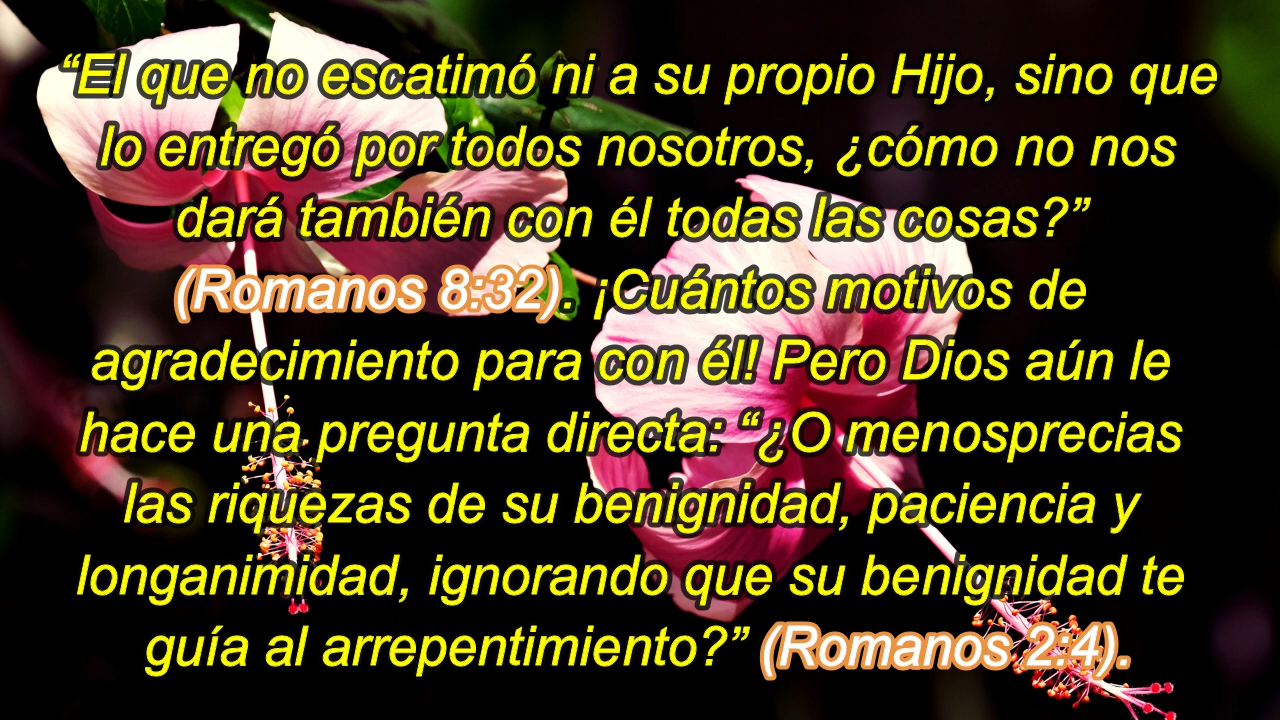 “El que no escatimó ni a su propio Hijo, sino que
lo entregó por todos nosotros, ¿cómo no nos
dará también con él todas las cosas?”
(Romanos 8:32). ¡Cuántos motivos de
agradecimiento para con él! Pero Dios aún le
hace una pregunta directa: “¿O menosprecias
las riquezas de su benignidad, paciencia y
longanimidad, ignorando que su benignidad te
guía al arrepentimiento?” (Romanos 2:4).